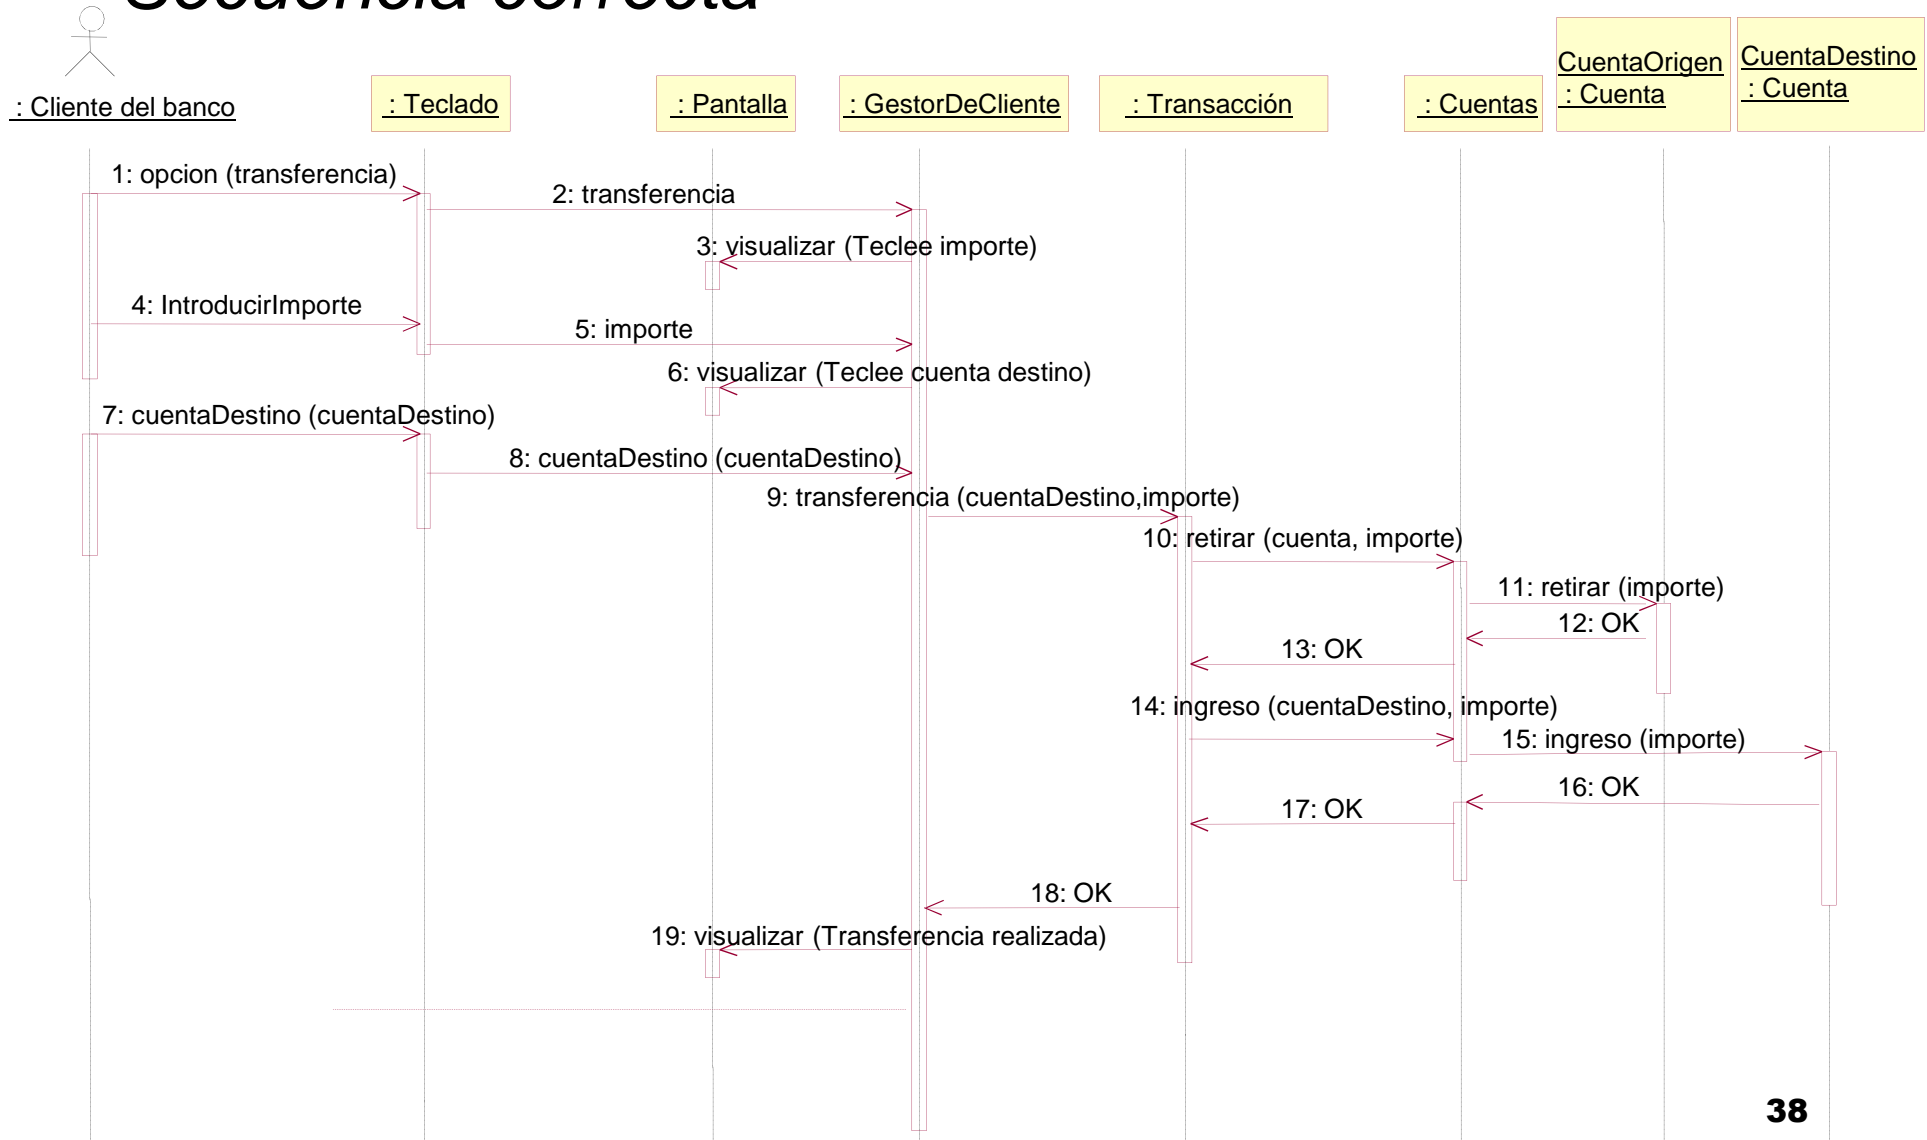 Secuencia correcta
: Cliente del banco
: Teclado
: Pantalla
: GestorDeCliente
: Transacción
: Cuentas
CuentaOrigen
: Cuenta
CuentaDestino
: Cuenta
1: opcion (transferencia)
2: transferencia
3: visualizar (Teclee importe)
4: IntroducirImporte
5: importe
6: visualizar (Teclee cuenta destino)
7: cuentaDestino (cuentaDestino)
8: cuentaDestino (cuentaDestino)
9: transferencia (cuentaDestino,importe)
10: retirar (cuenta, importe)
11: retirar (importe)
12: OK
13: OK
14: ingreso (cuentaDestino, importe)
15: ingreso (importe)
16: OK
17: OK
18: OK
19: visualizar (Transferencia realizada)
38